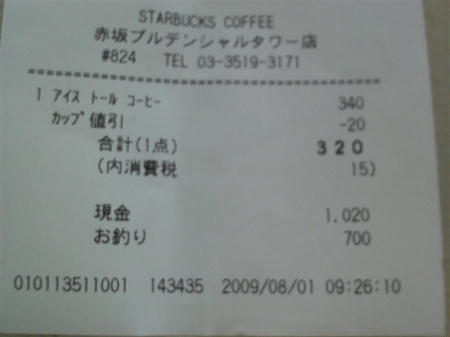 STARBUCKS COFFEE
赤坂プルデンシャルタワー店
#824 TEL 03-3519-3171
================================================
1 アイス トール コーヒー 340
カップ値引 -20
合計(1点) 320
(内消費税 15)
現金 1,020
お釣り 700
010113511001 143435 2009/08/01 09:26:10